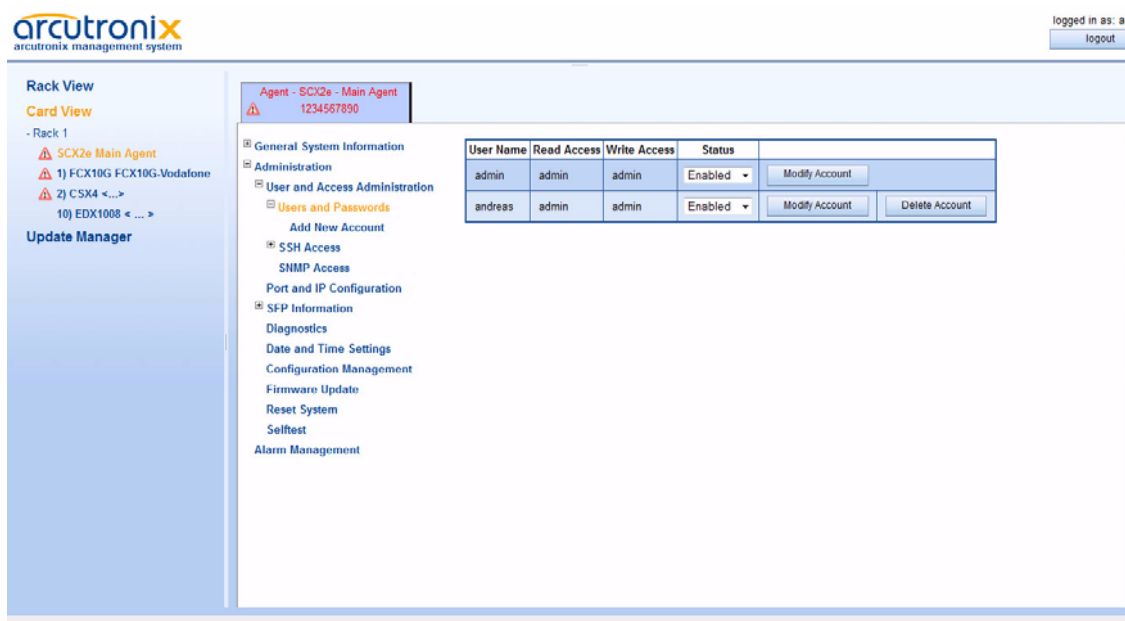 arcutronix
arcutronix management system
logged in as: a
logout
Rack View
Card View
- Rack 1
SCX2e Main Agent
1) FCX10G FCX10G-Vodafone
2) CSX4 <...>
10) EDX1008 < ... >
Update Manager
Agent - SCX2e - Main Agent
1234567890
General System Information
Administration
User and Access Administration
Users and Passwords
Add New Account
SSH Access
SNMP Access
Port and IP Configuration
SFP Information
Diagnostics
Date and Time Settings
Configuration Management
Firmware Update
Reset System
Selftest
Alarm Management
User Name Read Access Write Access Status
admin admin admin Enabled Modify Account
andreas admin admin Enabled Modify Account Delete Account